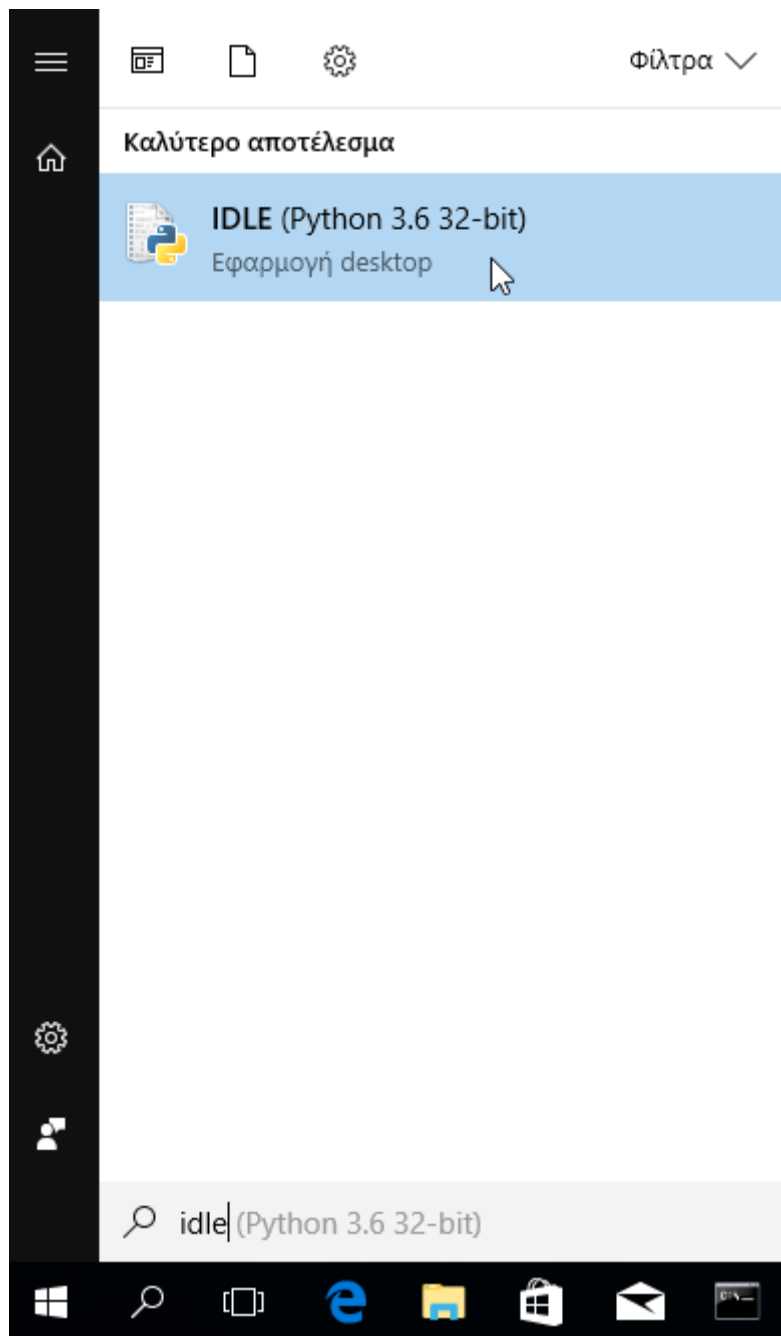 Φίλτρα
Καλύτερο αποτέλεσμα
IDLE (Python 3.6 32-bit)
Εφαρμογή desktop
idle (Python 3.6 32-bit)